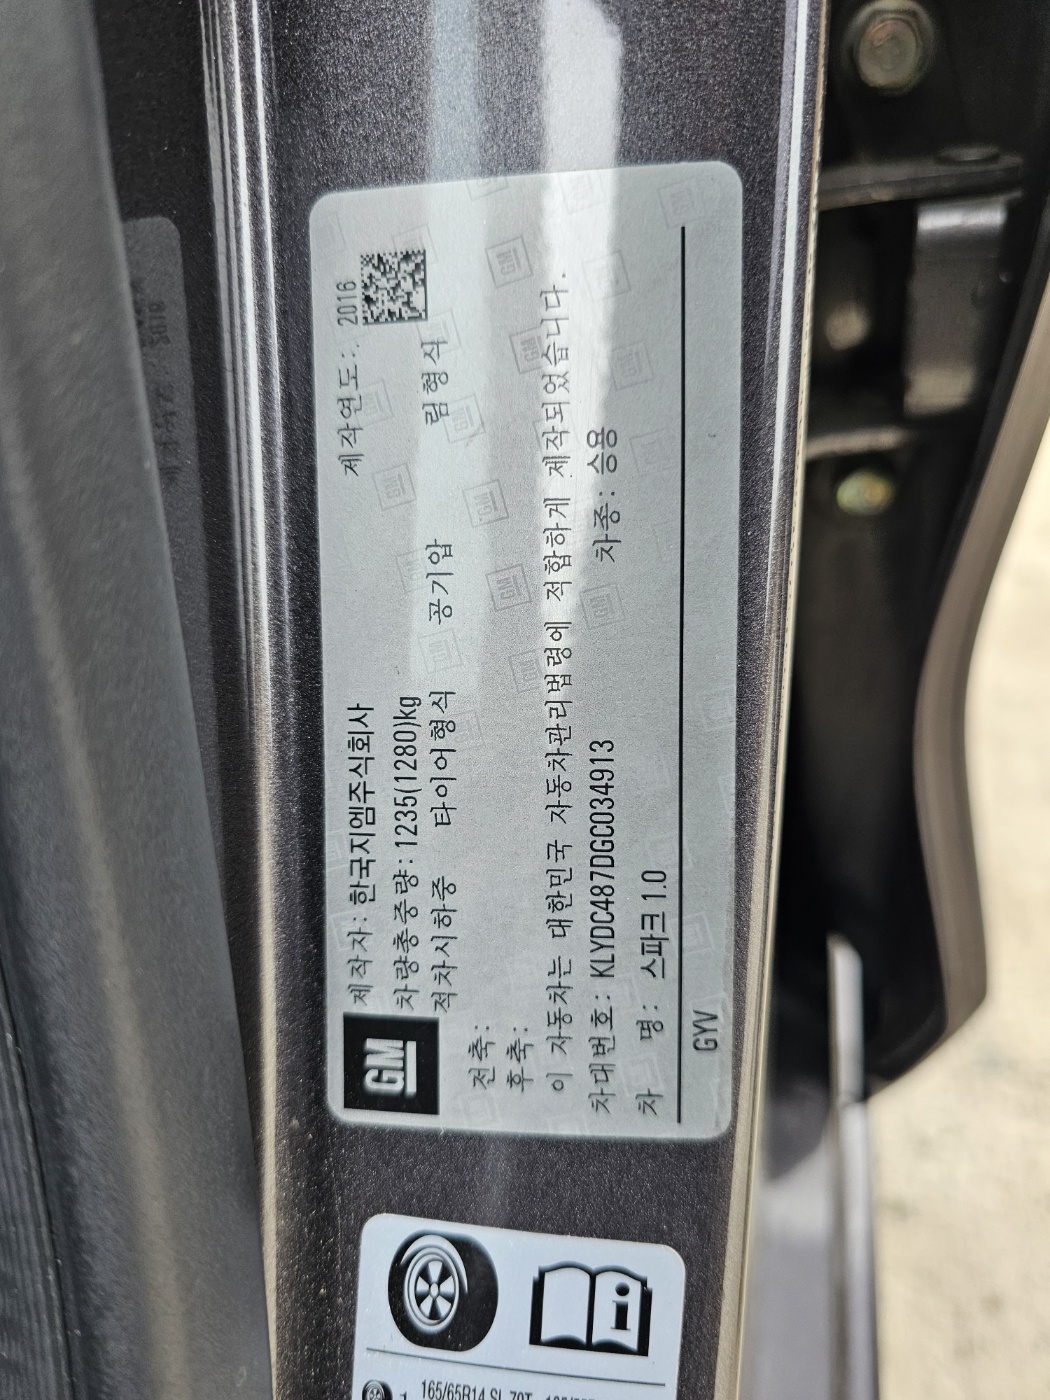 GM
제작자: 한국지엠주식회사 제작연도: 2016
차량총중량: 1235(1280)kg
적차시하중 타이어형식 공기압 림형식
전축:
후축:
이 자동차는 대한민국 자동차관리법령에 적합하게 제작되었습니다.
차대번호: KLYDC487DGC034913 차종: 승용
차 명: 스파크 1.0
GYV
165/65R14 SL 79T